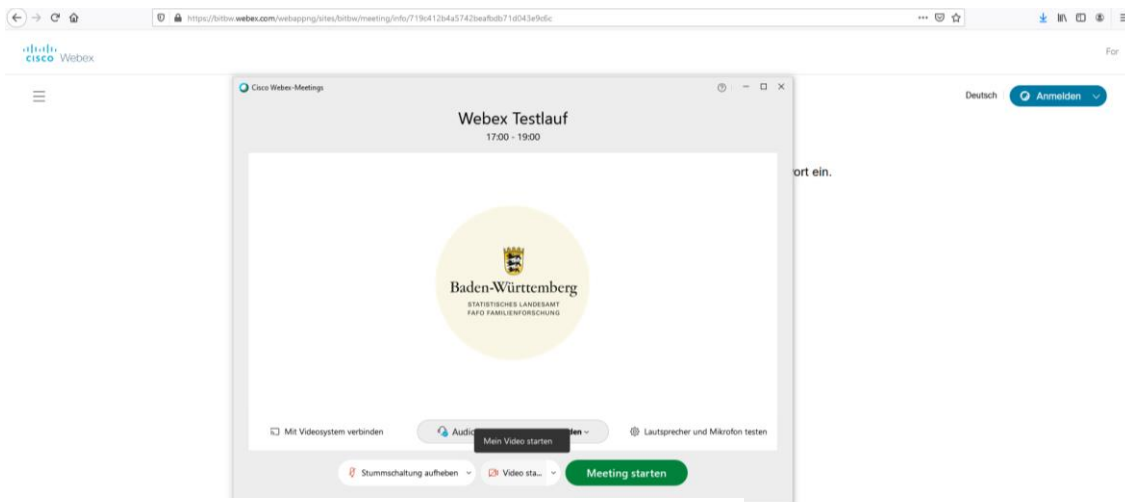 https://bitbw.webex.com/webappng/sites/bitbw/meeting/info/719c412b4a5742beafbdb71d043e9c6c
cisco Webex
For
Cisco Webex-Meetings
Deutsch
Anmelden
Webex Testlauf
17:00 - 19:00
ort ein.
Baden-Württemberg
STATISTISCHES LANDESAMT
FAFO FAMILIENFORSCHUNG
Mit Videosystem verbinden
Audio
den
Lautsprecher und Mikrofon testen
Mein Video starten
Stummschaltung aufheben
Video sta...
Meeting starten